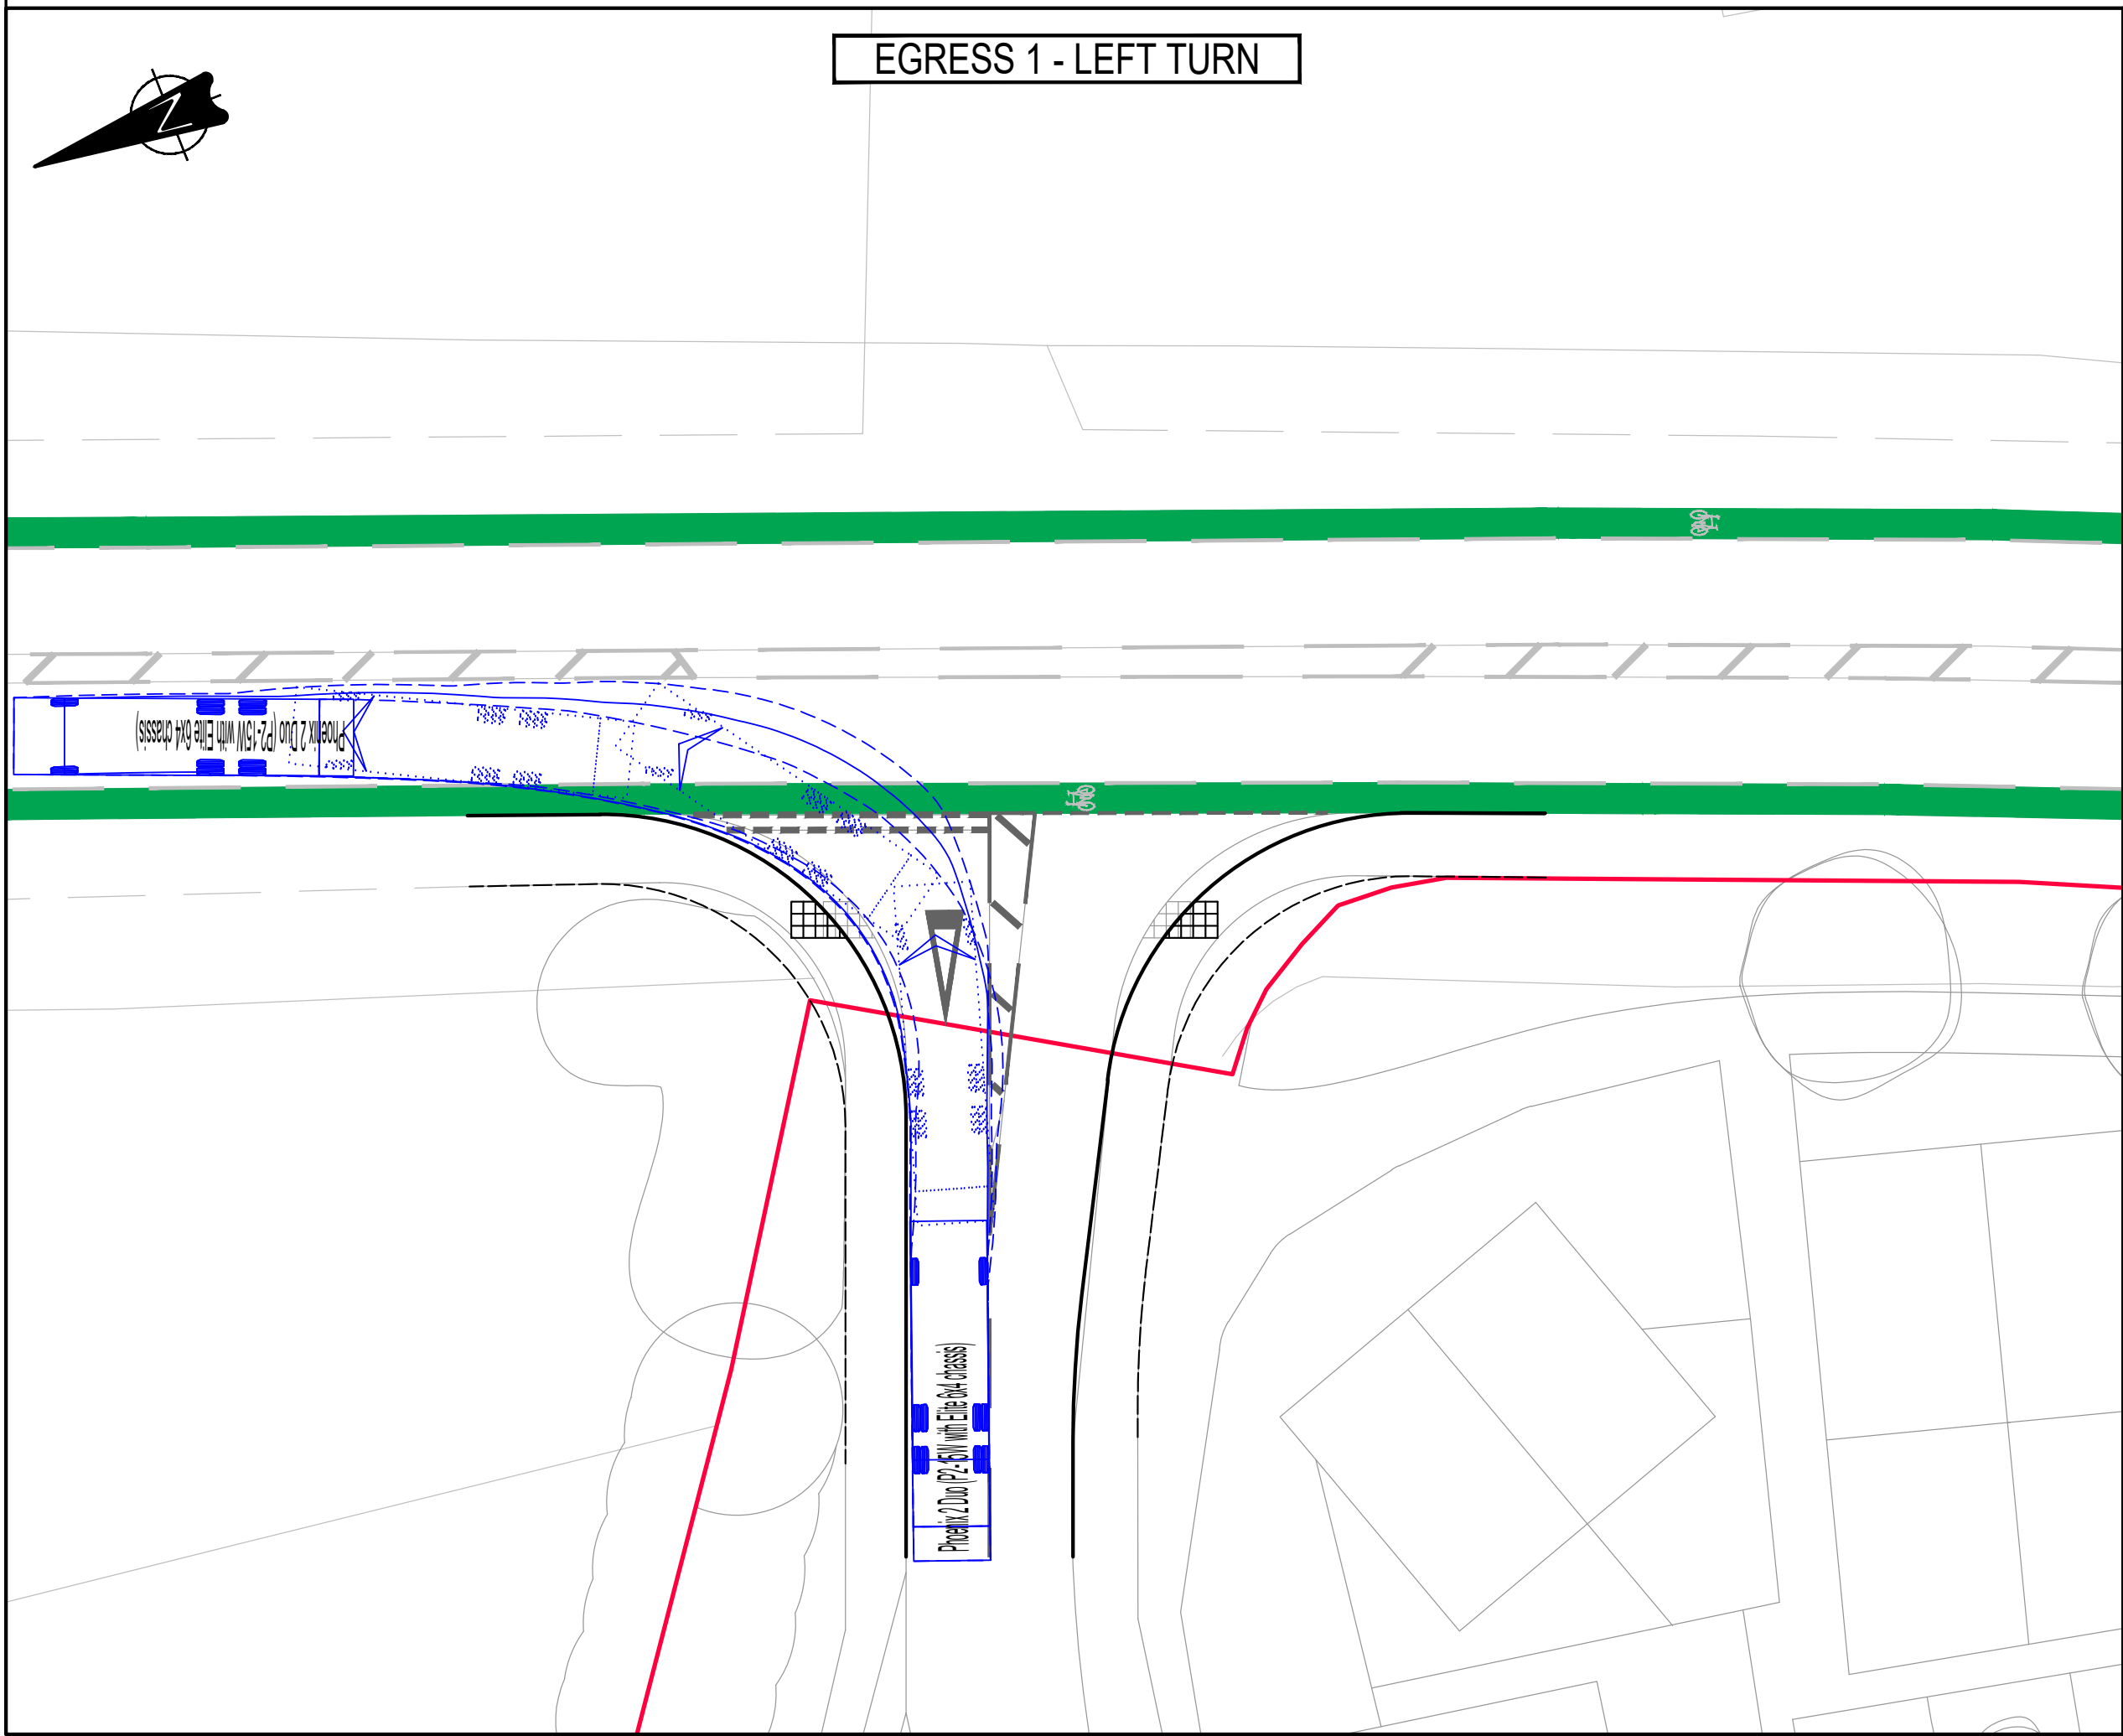 EGRESS 1 - LEFT TURN
N
Phoenix 2 Duo (P2-15W with Elite 6x4 chassis)
Phoenix 2 Duo (P2-15W with Elite 6x4 chassis)